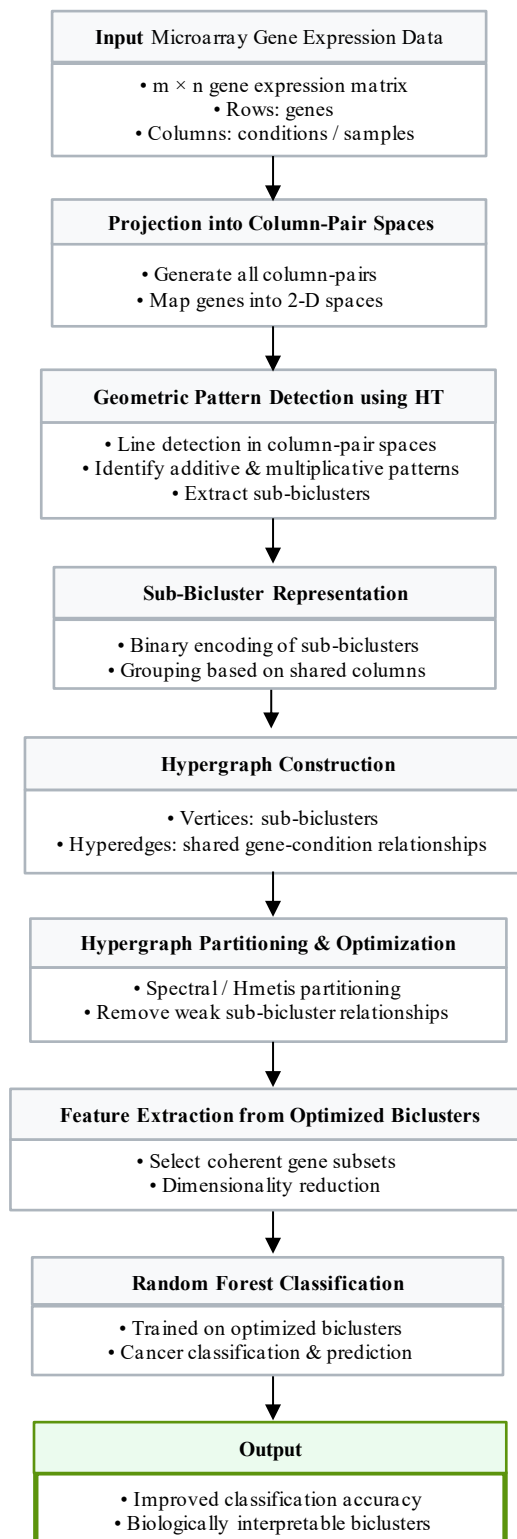 Input Microarray Gene Expression Data
• m × n gene expression matrix
• Rows: genes
• Columns: conditions / samples
Projection into Column-Pair Spaces
• Generate all column-pairs
• Map genes into 2-D spaces
Geometric Pattern Detection using HT
• Line detection in column-pair spaces
• Identify additive & multiplicative patterns
• Extract sub-biclusters
Sub-Bicluster Representation
• Binary encoding of sub-biclusters
• Grouping based on shared columns
Hypergraph Construction
• Vertices: sub-biclusters
• Hyperedges: shared gene-condition relationships
Hypergraph Partitioning & Optimization
• Spectral / Hmetis partitioning
• Remove weak sub-bicluster relationships
Feature Extraction from Optimized Biclusters
• Select coherent gene subsets
• Dimensionality reduction
Random Forest Classification
• Trained on optimized biclusters
• Cancer classification & prediction
Output
• Improved classification accuracy
• Biologically interpretable biclusters